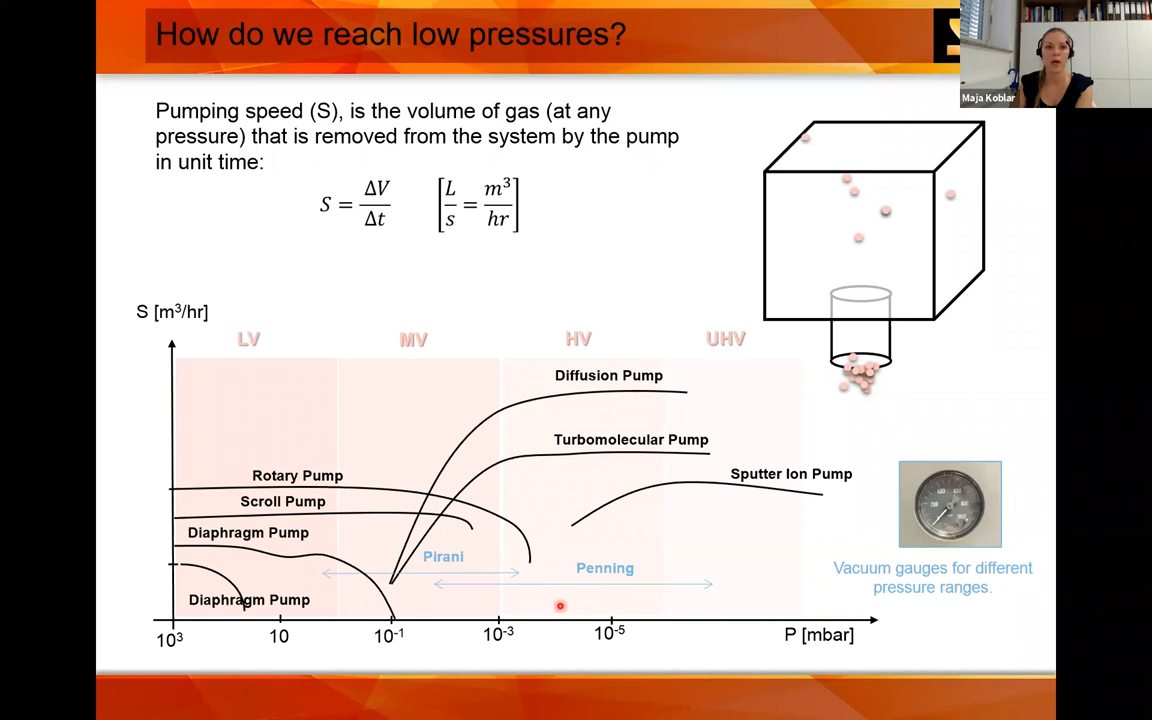 How do we reach low pressures?
Maja Koblar
Pumping speed (S), is the volume of gas (at any
pressure) that is removed from the system by the pump
in unit time:
S = ΔV/Δt [L/s = m³/hr]
S [m³/hr]
LV MV HV UHV
Diffusion Pump
Turbomolecular Pump
Sputter Ion Pump
Rotary Pump
Scroll Pump
Diaphragm Pump
Pirani
Penning
Diaphragm Pump
Vacuum gauges for different
pressure ranges.
10³ 10 10⁻¹ 10⁻³ 10⁻⁵ P [mbar]